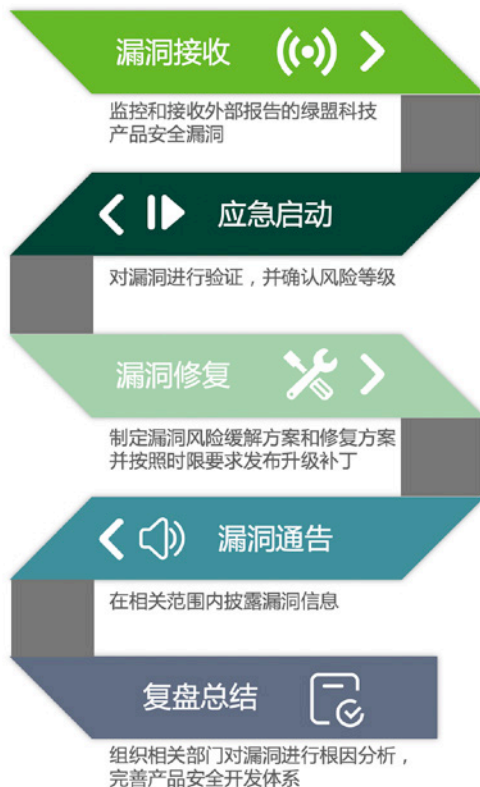 漏洞接收
监控和接收外部报告的绿盟科技
产品安全漏洞
应急启动
对漏洞进行验证，并确认风险等级
漏洞修复
制定漏洞风险缓解方案和修复方案
并按照时限要求发布升级补丁
漏洞通告
在相关范围内披露漏洞信息
复盘总结
组织相关部门对漏洞进行根因分析，
完善产品安全开发体系